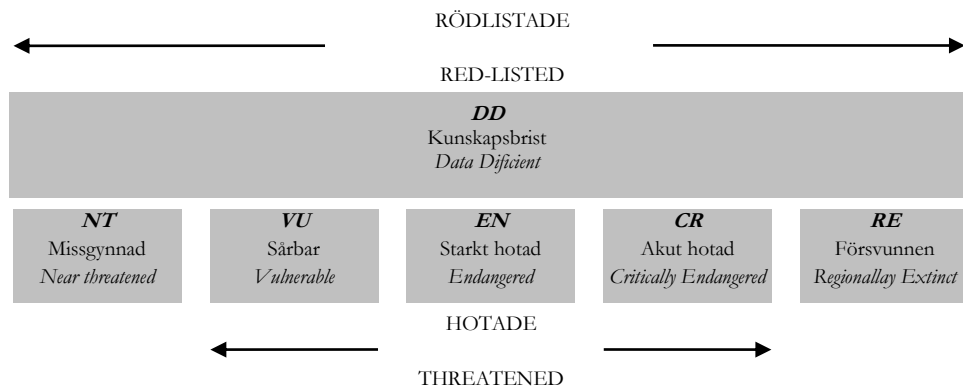 RÖDLISTADE
RED-LISTED
DD
Kunskapsbrist
Data Dificient
NT VU EN CR RE
Missgynnad Sårbar Starkt hotad Akut hotad Försvunnen
Near threatened Vulnerable Endangered Critically Endangered Regionallay Extinct
HOTADE
THREATENED